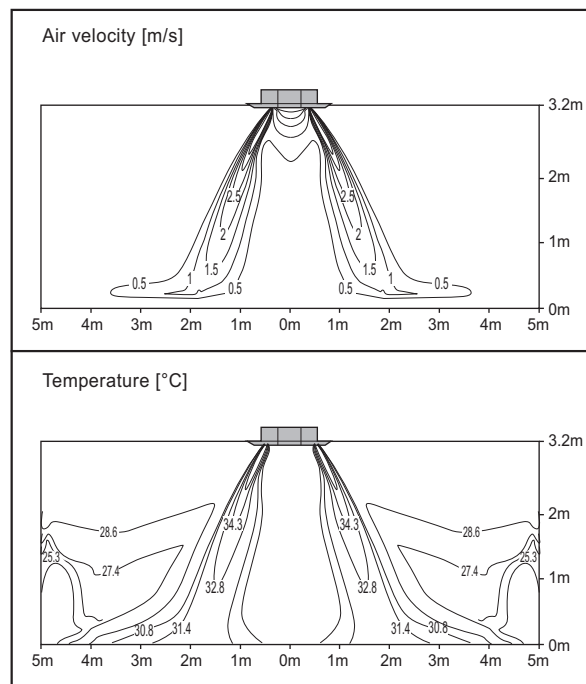 Air velocity [m/s]
3.2m
2m
2.5 2.5
2 2
1m
1.5 1.5
1 1
0.5 0.5 0.5 0.5
0m
5m 4m 3m 2m 1m 0m 1m 2m 3m 4m 5m
Temperature [°C]
3.2m
28.6 34.3 34.3 28.6
2m
25.3 27.4 27.4 25.3
32.8 32.8
1m
30.8 31.4 31.4 30.8
0m
5m 4m 3m 2m 1m 0m 1m 2m 3m 4m 5m